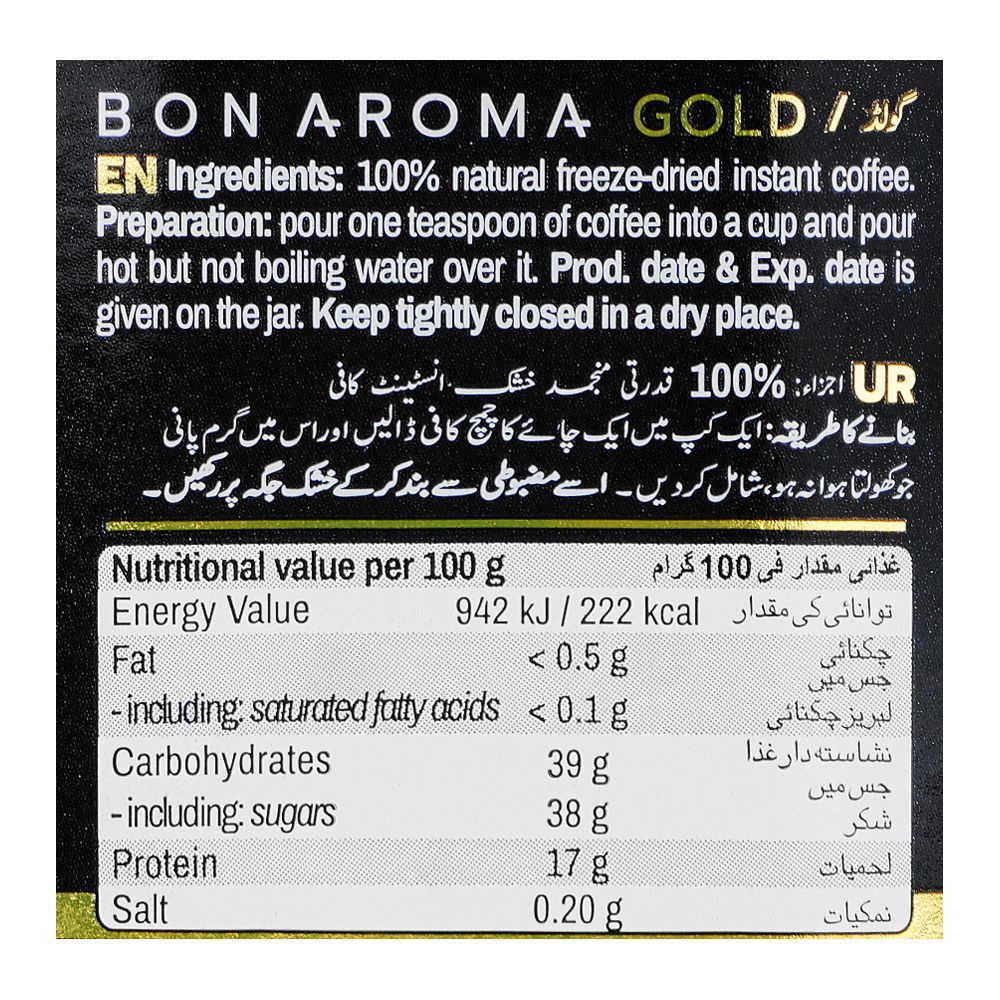 BON AROMA GOLD / گولڈ
EN Ingredients: 100% natural freeze-dried instant coffee.
Preparation: pour one teaspoon of coffee into a cup and pour
hot but not boiling water over it. Prod. date & Exp. date is
given on the jar. Keep tightly closed in a dry place.
UR اجزاء: 100% قدرتی منجمد خشک۔انسٹینٹ کافی
بنانے کا طریقہ: ایک کپ میں ایک چائے کا چمچ کافی ڈالیں اور اس میں گرم پانی
جو کھولتا ہوا نہ ہو، شامل کردیں۔ اسے مضبوطی سے بند کر کے خشک جگہ پر رکھیں۔
Nutritional value per 100 g غذائی مقدار فی 100 گرام
Energy Value 942 kJ / 222 kcal توانائی کی مقدار
Fat < 0.5 g چکنائی
جس میں
- including: saturated fatty acids < 0.1 g لبریز چکنائی
Carbohydrates 39 g نشاستہ دار غذا
جس میں
- including: sugars 38 g شکر
Protein 17 g لحمیات
Salt 0.20 g نمکیات